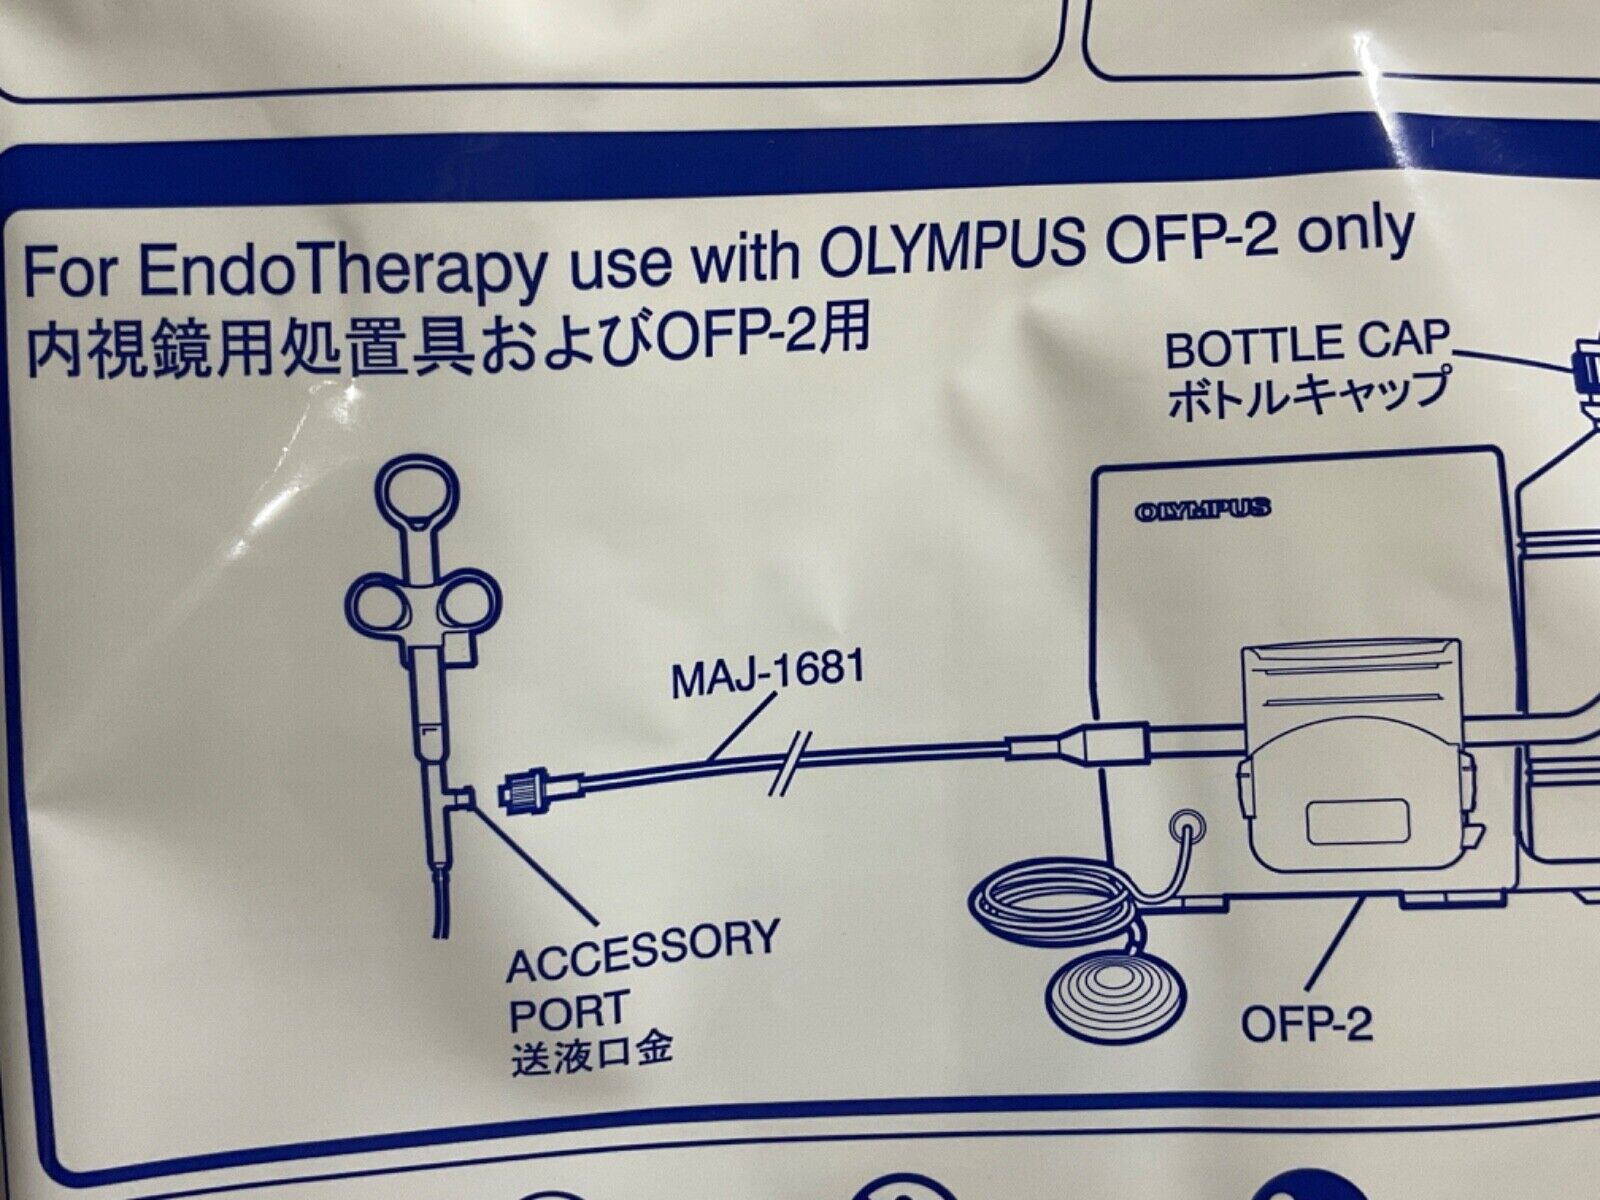 For EndoTherapy use with OLYMPUS OFP-2 only
内視鏡用処置具およびOFP-2用
BOTTLE CAP
ボトルキャップ
OLYMPUS
MAJ-1681
ACCESSORY
PORT
送液口金
OFP-2